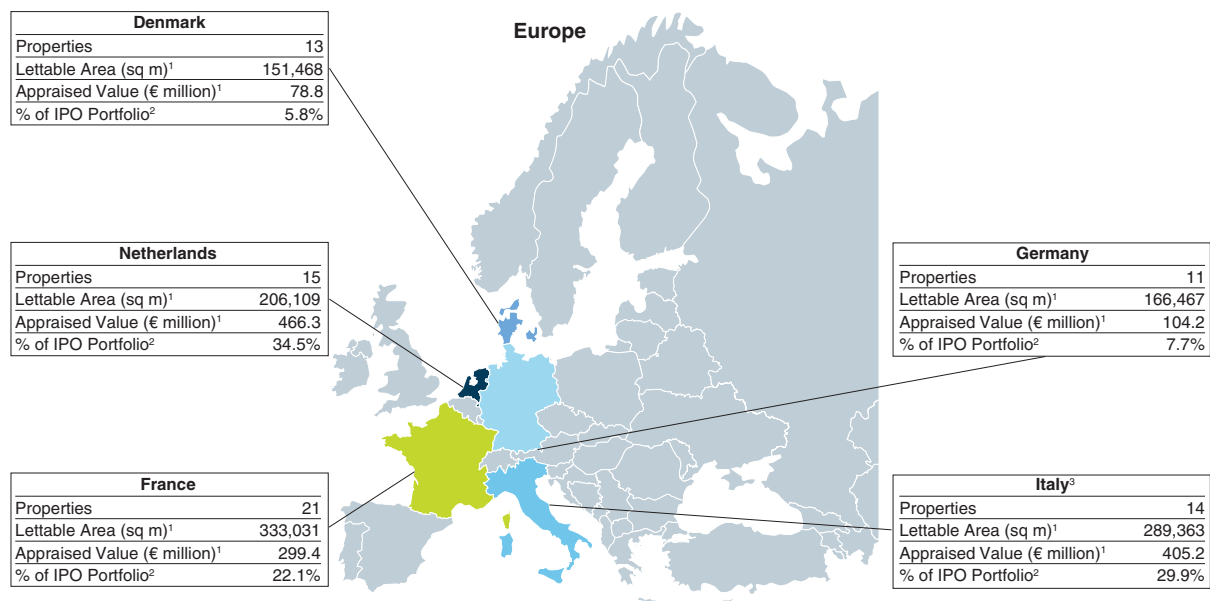 Europe
Denmark
Properties 13
Lettable Area (sq m)¹ 151,468
Appraised Value (€ million)¹ 78.8
% of IPO Portfolio² 5.8%
Netherlands
Properties 15
Lettable Area (sq m)¹ 206,109
Appraised Value (€ million)¹ 466.3
% of IPO Portfolio² 34.5%
Germany
Properties 11
Lettable Area (sq m)¹ 166,467
Appraised Value (€ million)¹ 104.2
% of IPO Portfolio² 7.7%
France
Properties 21
Lettable Area (sq m)¹ 333,031
Appraised Value (€ million)¹ 299.4
% of IPO Portfolio² 22.1%
Italy³
Properties 14
Lettable Area (sq m)¹ 289,363
Appraised Value (€ million)¹ 405.2
% of IPO Portfolio² 29.9%